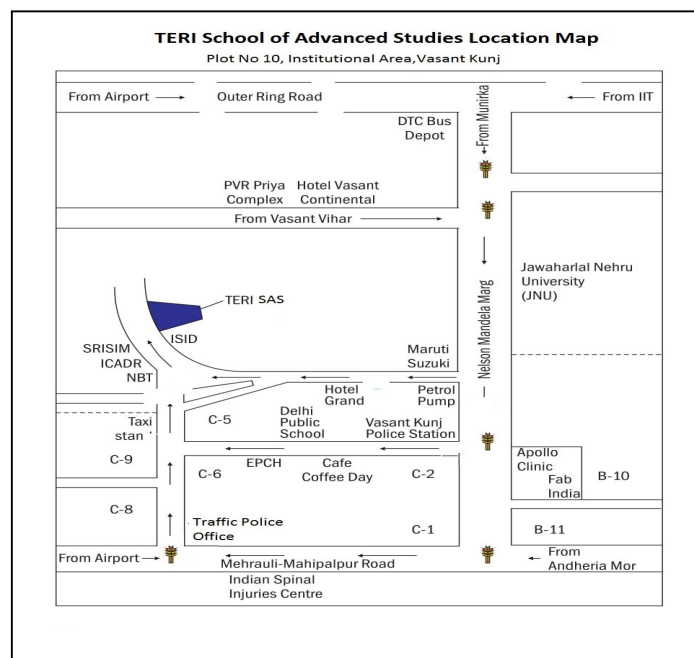 TERI School of Advanced Studies Location Map
Plot No 10, Institutional Area,Vasant Kunj
From Airport
Outer Ring Road
From Munirka
From IIT
DTC Bus
Depot
PVR Priya
Complex
Hotel Vasant
Continental
From Vasant Vihar
Jawaharlal Nehru
University
(JNU)
Nelson Mandela Marg
TERI SAS
ISID
SRISIM
ICADR
NBT
Maruti
Suzuki
Hotel
Grand
Petrol
Pump
Taxi
stan
C-5
Delhi
Public
School
Vasant Kunj
Police Station
C-9
C-6
EPCH
Cafe
Coffee Day
C-2
Apollo
Clinic
Fab
India
B-10
C-8
Traffic Police
Office
C-1
B-11
From Airport
Mehrauli-Mahipalpur Road
From
Andheria Mor
Indian Spinal
Injuries Centre